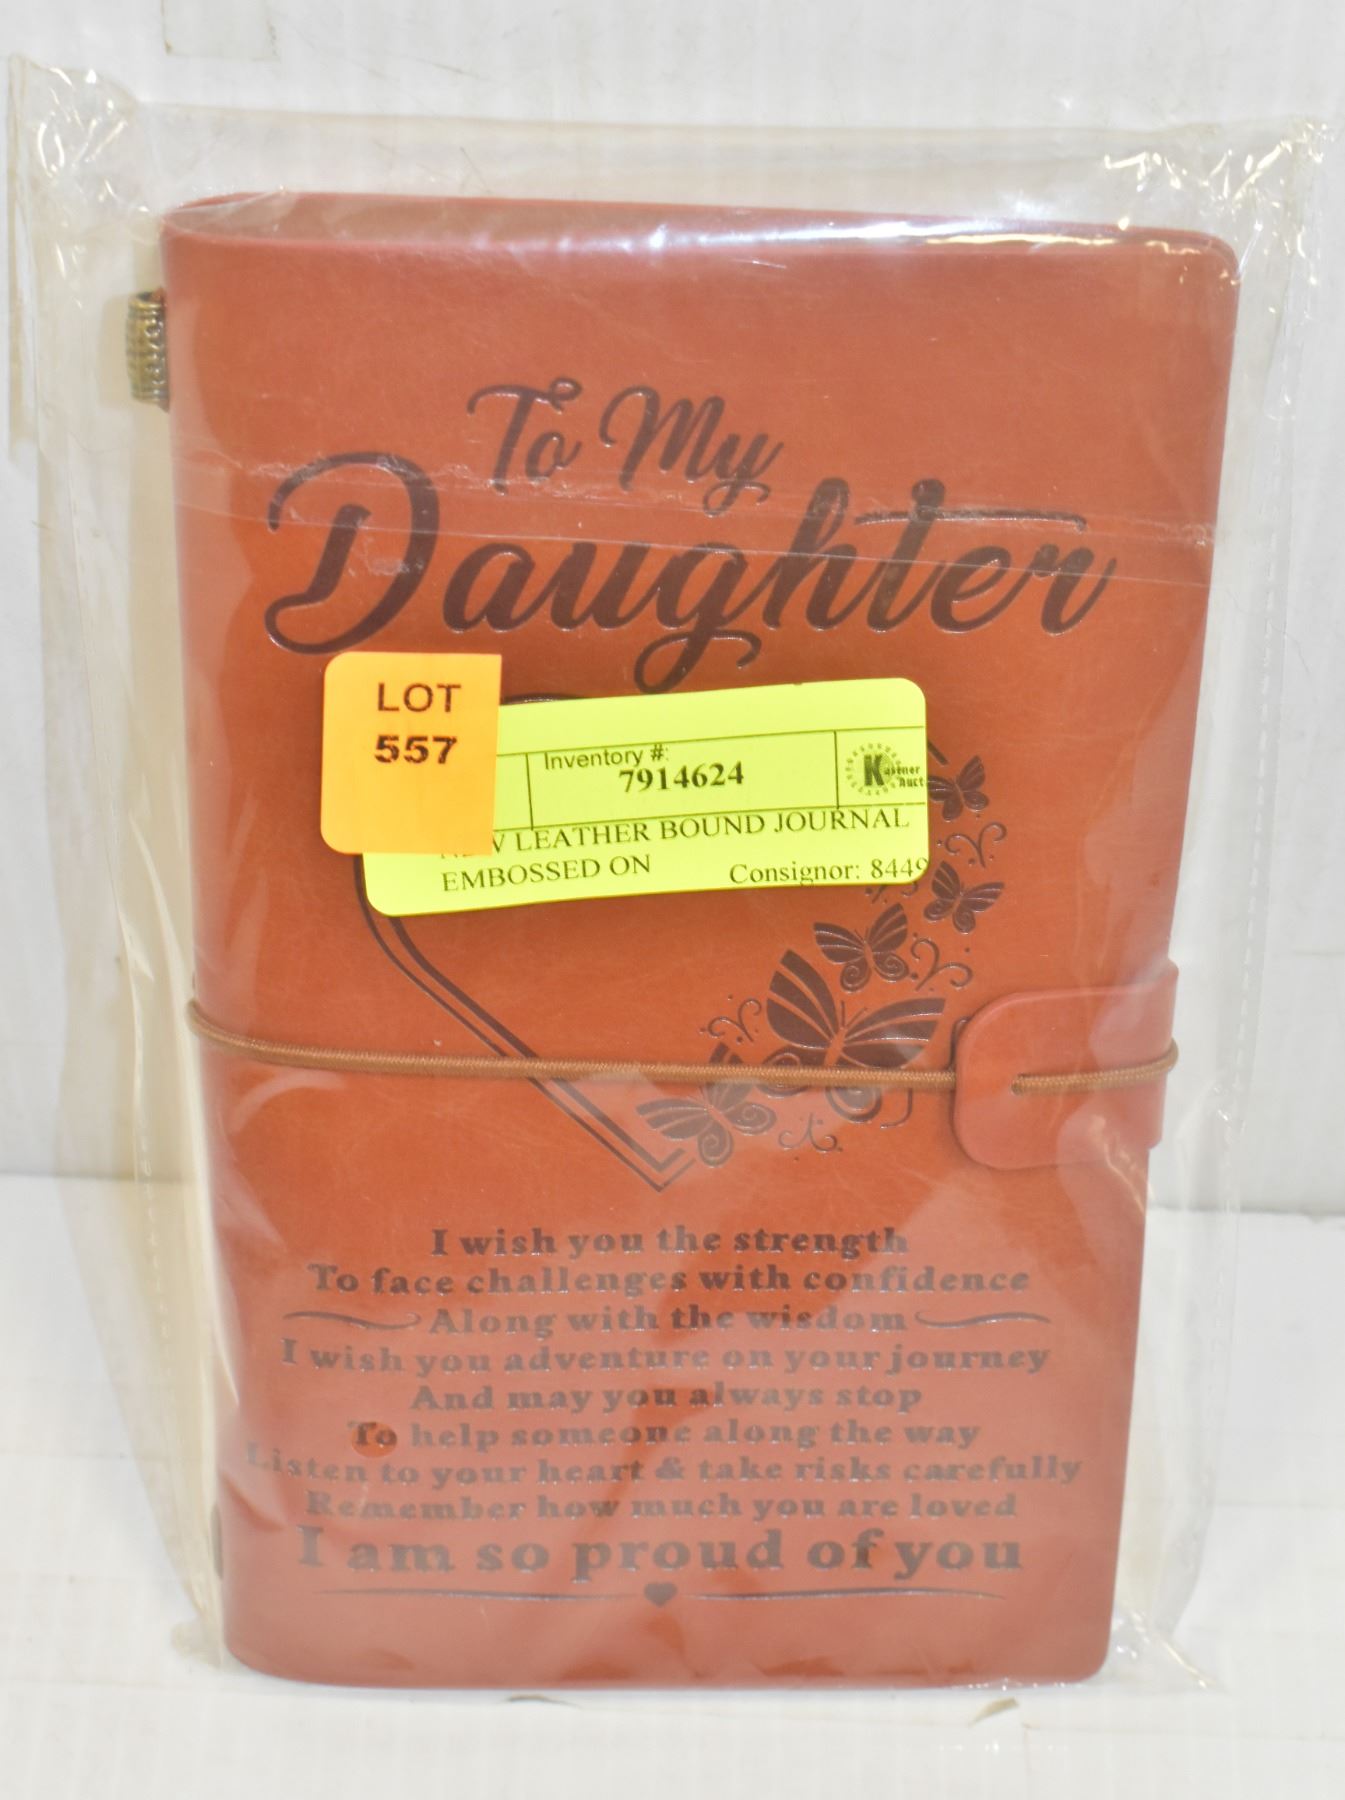 To My
Daughter
LOT
557
Inventory #:
7914624
Kastner
Auct
LEATHER BOUND JOURNAL
EMBOSSED ON
Consignor: 8449
I wish you the strength
To face challenges with confidence
Along with the wisdom
I wish you adventure on your journey
And may you always stop
To help someone along the way
Listen to your heart & take risks carefully
Remember how much you are loved
I am so proud of you